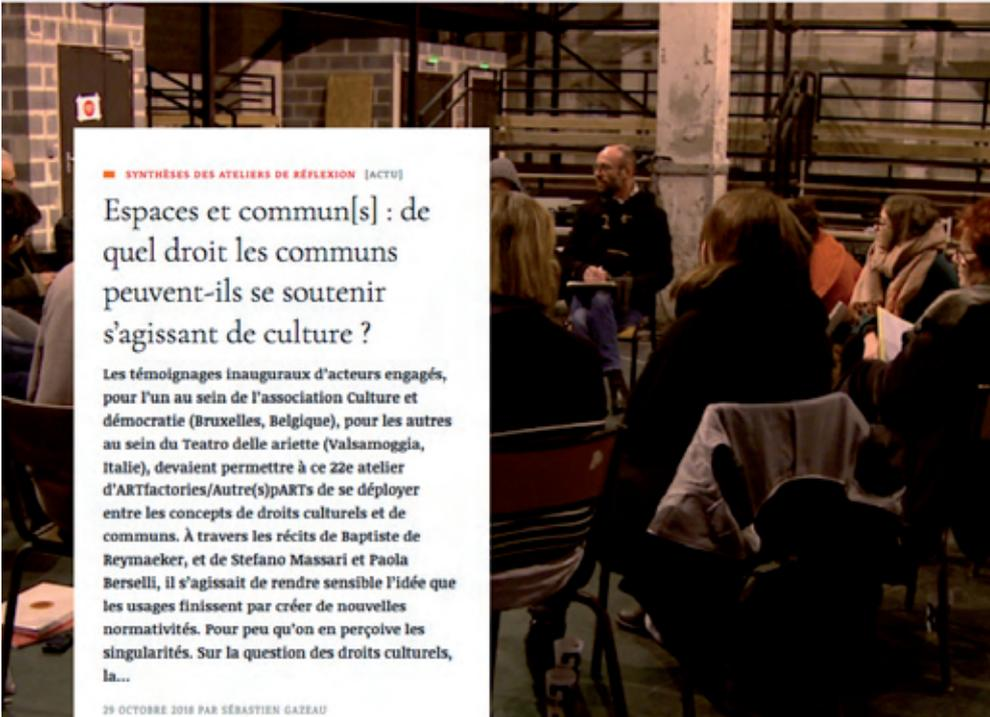 SYNTHÈSES DES ATELIERS DE RÉFLEXION [ACTU]
Espaces et commun[s] : de
quel droit les communs
peuvent-ils se soutenir
s’agissant de culture ?
Les témoignages inauguraux d’acteurs engagés,
pour l’un au sein de l’association Culture et
démocratie (Bruxelles, Belgique), pour les autres
au sein du Teatro delle ariette (Valsamoggia,
Italie), devaient permettre à ce 22e atelier
d’ARTfactories/Autre(s)pARTs de se déployer
entre les concepts de droits culturels et de
communs. À travers les récits de Baptiste de
Reymaeker, et de Stefano Massari et Paola
Berselli, il s’agissait de rendre sensible l’idée que
les usages finissent par créer de nouvelles
normativités. Pour peu qu’on en perçoive les
singularités. Sur la question des droits culturels,
la...
29 OCTOBRE 2018 PAR SÉBASTIEN GAZEAU